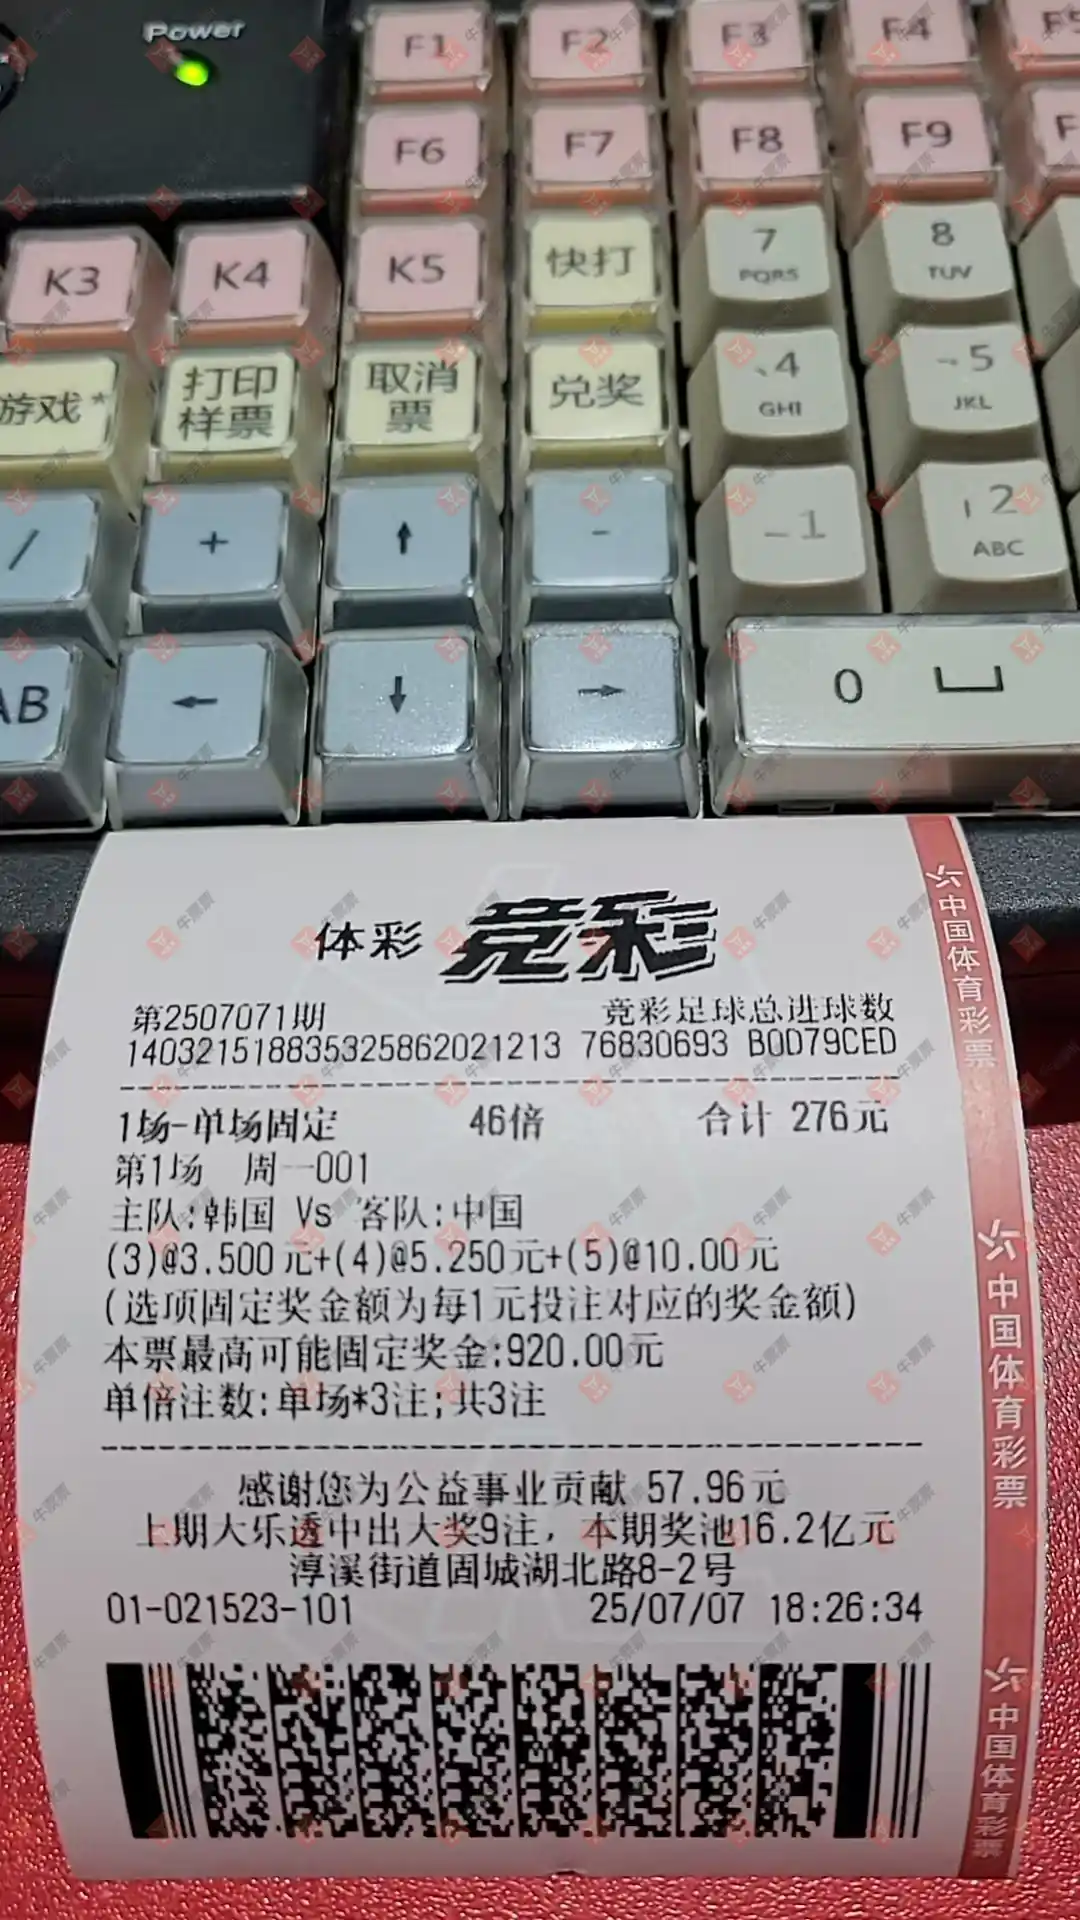 Power
F1 F2 F3 F4 F5
F6 F7 F8 F9
K3 K4 K5 快打 7 PQRS 8 TUV
游戏* 打印样票 取消票 兑奖 、4 GHI ㇇5 JKL
/ + ↑ - 一1 丨2 ABC
AB ← ↓ → 0
体彩 竞彩
第2507071期 竞彩足球总进球数
140321518835325862021213 76830693 B0D79CED
1场-单场固定 46倍 合计 276元
第1场 周一001
主队:韩国 Vs 客队:中国
(3)@3.500元+(4)@5.250元+(5)@10.00元
(选项固定奖金额为每1元投注对应的奖金额)
本票最高可能固定奖金:920.00元
单倍注数:单场*3注;共3注
感谢您为公益事业贡献 57.96元
上期大乐透中出大奖9注，本期奖池16.2亿元
淳溪街道固城湖北路8-2号
01-021523-101 25/07/07 18:26:34
中国体育彩票
中国体育彩票
中国体育彩票
牛票票